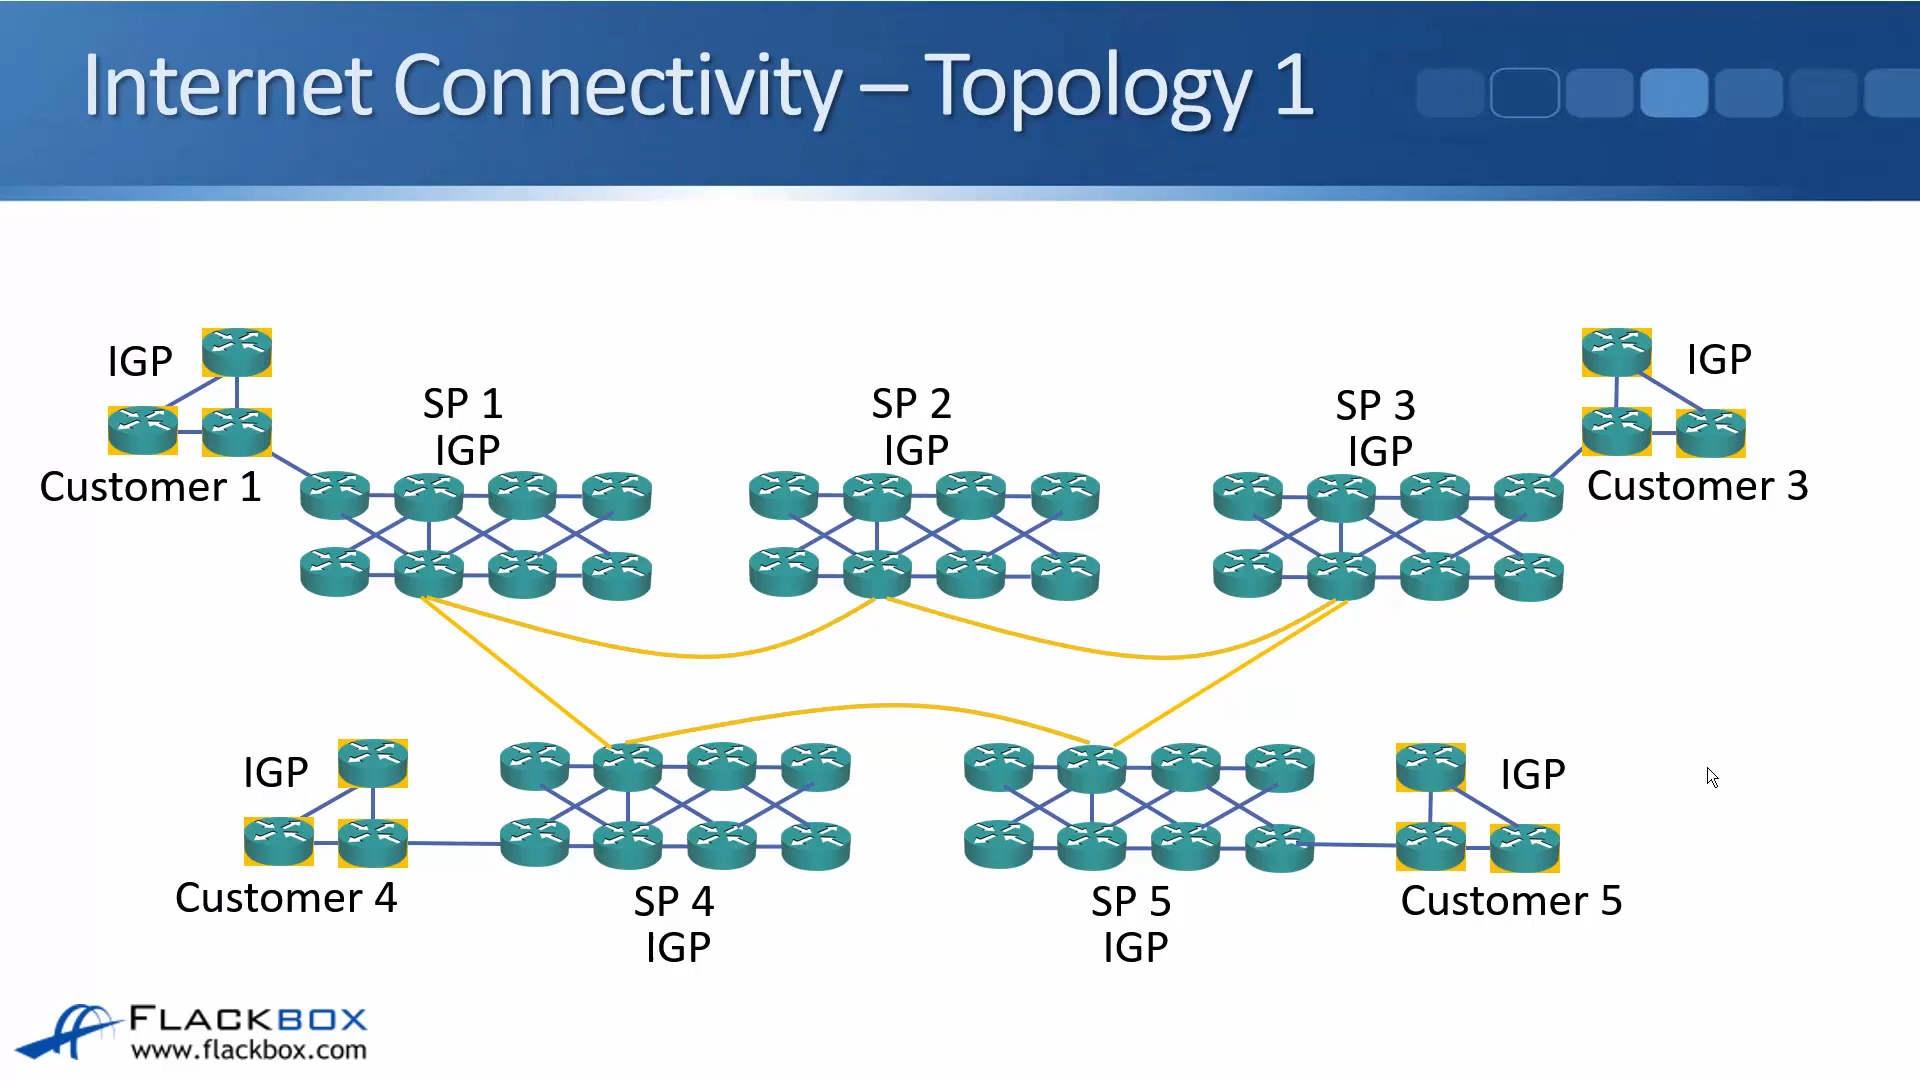 Internet Connectivity – Topology 1
IGP
Customer 1
SP 1
IGP
SP 2
IGP
SP 3
IGP
IGP
Customer 3
IGP
Customer 4
SP 4
IGP
SP 5
IGP
IGP
Customer 5
FLACKBOX
www.flackbox.com